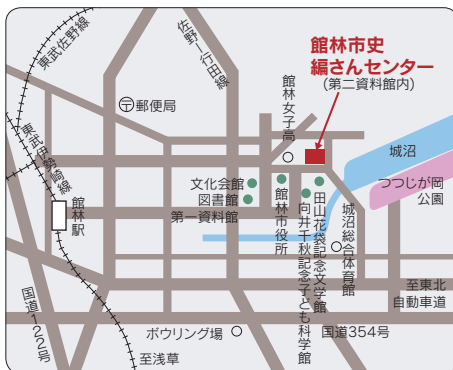 東武佐野線
佐野ー行田線
館林市史
編さんセンター
(第二資料館内)
〒郵便局
館林女子高
東武伊勢崎線
館林駅
城沼
つつじが岡
公園
文化会館
図書館
第一資料館
館林市役所
向井千秋記念子ども科学館
田山花袋記念文学館
城沼総合体育館
至東北
自動車道
国道122号
ボウリング場
国道354号
至浅草